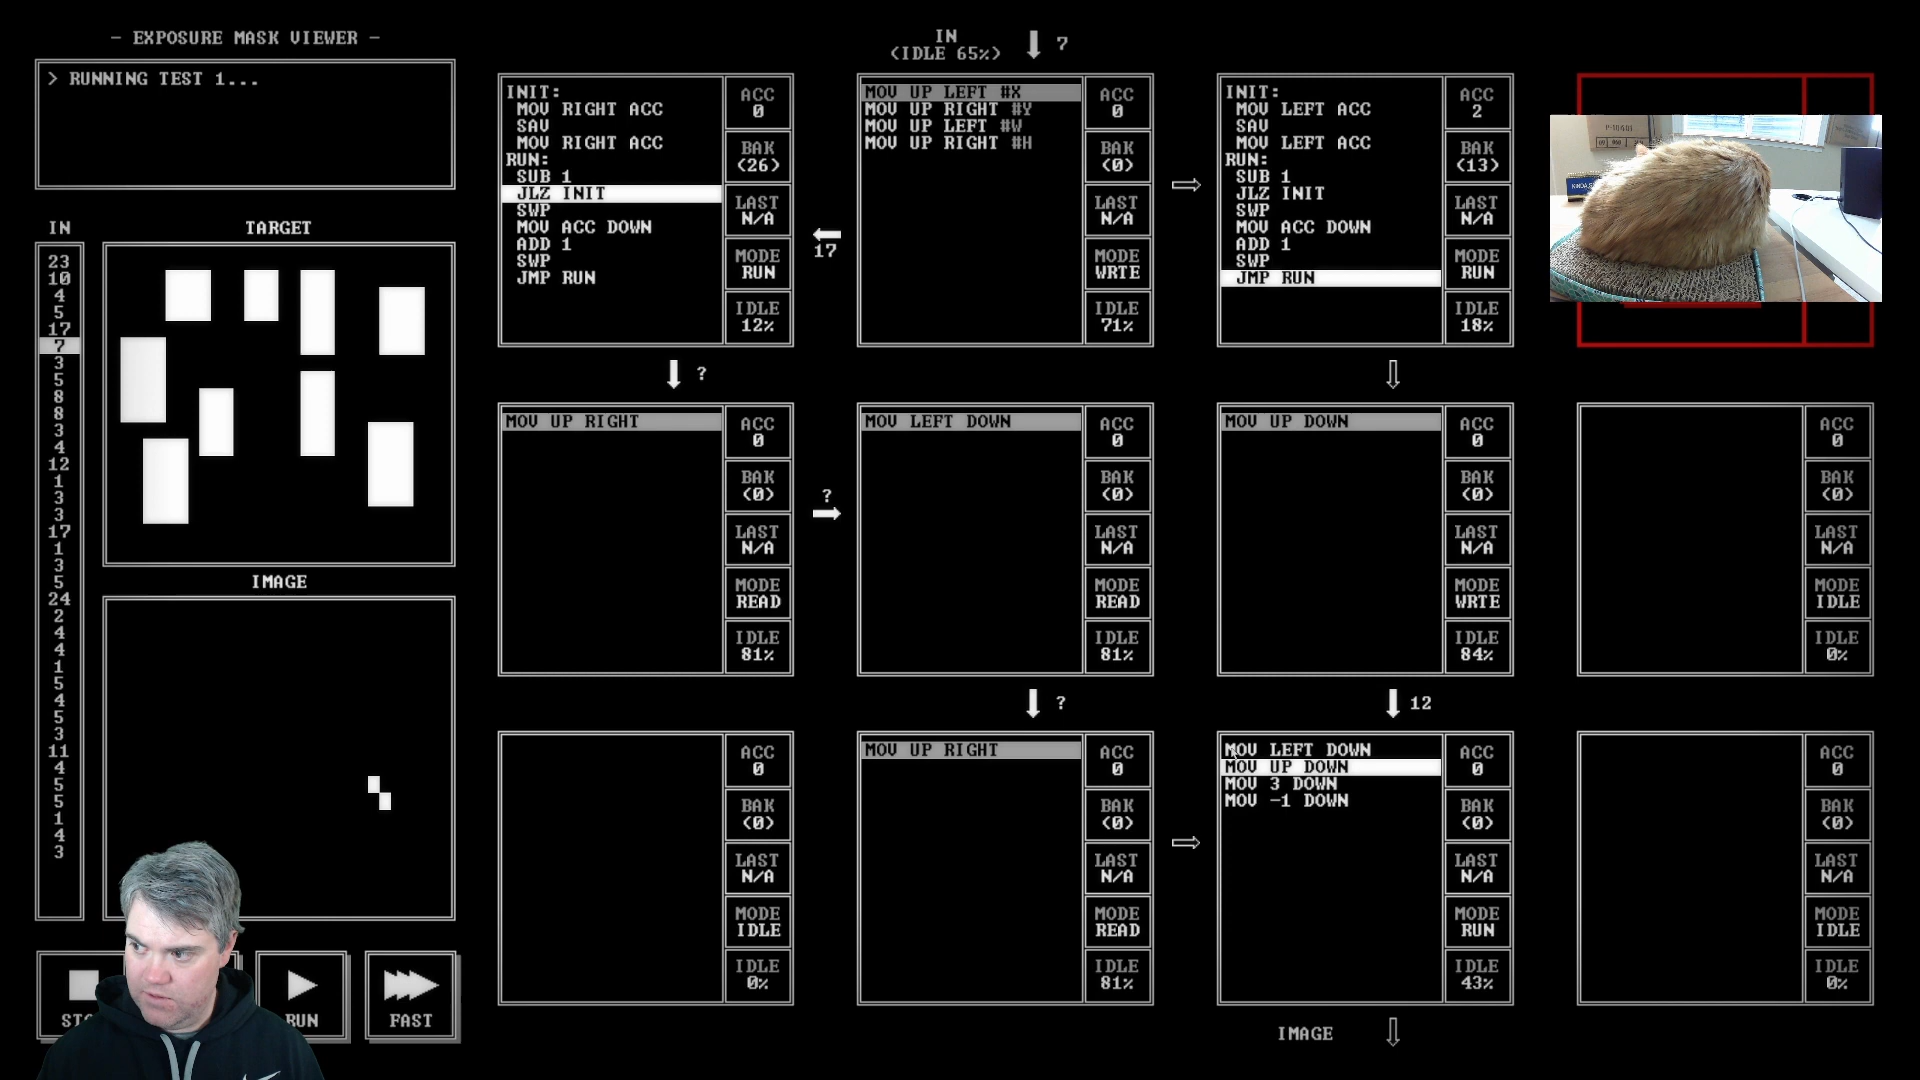 - EXPOSURE MASK VIEWER -
> RUNNING TEST 1...
IN
23
10
4
5
17
7
3
5
8
8
3
4
12
1
3
3
17
1
3
5
24
2
4
4
1
5
4
5
3
11
4
5
5
1
4
3
TARGET
IMAGE
RUN
FAST
IN
(IDLE 65%)
7
INIT:
MOV RIGHT ACC
SAV
MOV RIGHT ACC
RUN:
SUB 1
JLZ INIT
SWP
MOV ACC DOWN
ADD 1
SWP
JMP RUN
ACC
0
BAK
(26)
LAST
N/A
MODE
RUN
IDLE
12%
17
MOV UP LEFT #X
MOV UP RIGHT #Y
MOV UP LEFT #W
MOV UP RIGHT #H
ACC
0
BAK
(0)
LAST
N/A
MODE
WRTE
IDLE
71%
INIT:
MOV LEFT ACC
SAV
MOV LEFT ACC
RUN:
SUB 1
JLZ INIT
SWP
MOV ACC DOWN
ADD 1
SWP
JMP RUN
ACC
2
BAK
(13)
LAST
N/A
MODE
RUN
IDLE
18%
?
MOV UP RIGHT
ACC
0
BAK
(0)
LAST
N/A
MODE
READ
IDLE
81%
?
MOV LEFT DOWN
ACC
0
BAK
(0)
LAST
N/A
MODE
READ
IDLE
81%
MOV UP DOWN
ACC
0
BAK
(0)
LAST
N/A
MODE
WRTE
IDLE
84%
ACC
0
BAK
(0)
LAST
N/A
MODE
IDLE
IDLE
0%
?
12
ACC
0
BAK
(0)
LAST
N/A
MODE
IDLE
IDLE
0%
MOV UP RIGHT
ACC
0
BAK
(0)
LAST
N/A
MODE
READ
IDLE
81%
MOV LEFT DOWN
MOV UP DOWN
MOV 3 DOWN
MOV -1 DOWN
ACC
0
BAK
(0)
LAST
N/A
MODE
RUN
IDLE
43%
ACC
0
BAK
(0)
LAST
N/A
MODE
IDLE
IDLE
0%
IMAGE